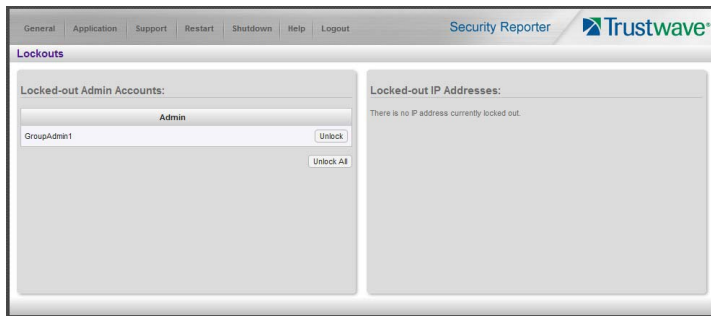 General Application Support Restart Shutdown Help Logout Security Reporter Trustwave®
Lockouts
Locked-out Admin Accounts:
Admin
GroupAdmin1 Unlock
Unlock All
Locked-out IP Addresses:
There is no IP address currently locked out.